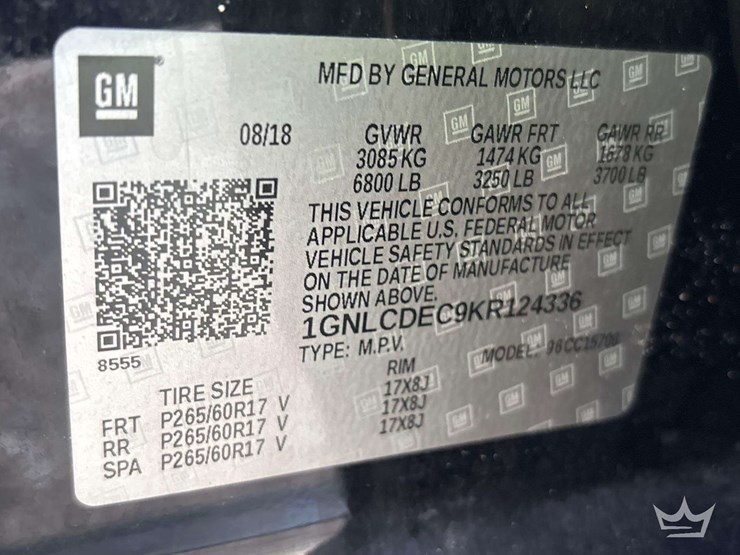 GM
MFD BY GENERAL MOTORS LLC
08/18 GVWR GAWR FRT GAWR RR
3085 KG 1474 KG 1678 KG
6800 LB 3250 LB 3700 LB
THIS VEHICLE CONFORMS TO ALL
APPLICABLE U.S. FEDERAL MOTOR
VEHICLE SAFETY STANDARDS IN EFFECT
ON THE DATE OF MANUFACTURE
SHOWN ABOVE.
1GNLCDEC9KR124336
8555
TYPE: M.P.V. MODEL: 96CC15706
TIRE SIZE RIM
FRT P265/60R17 V 17X8J
RR P265/60R17 V 17X8J
SPA P265/60R17 V 17X8J